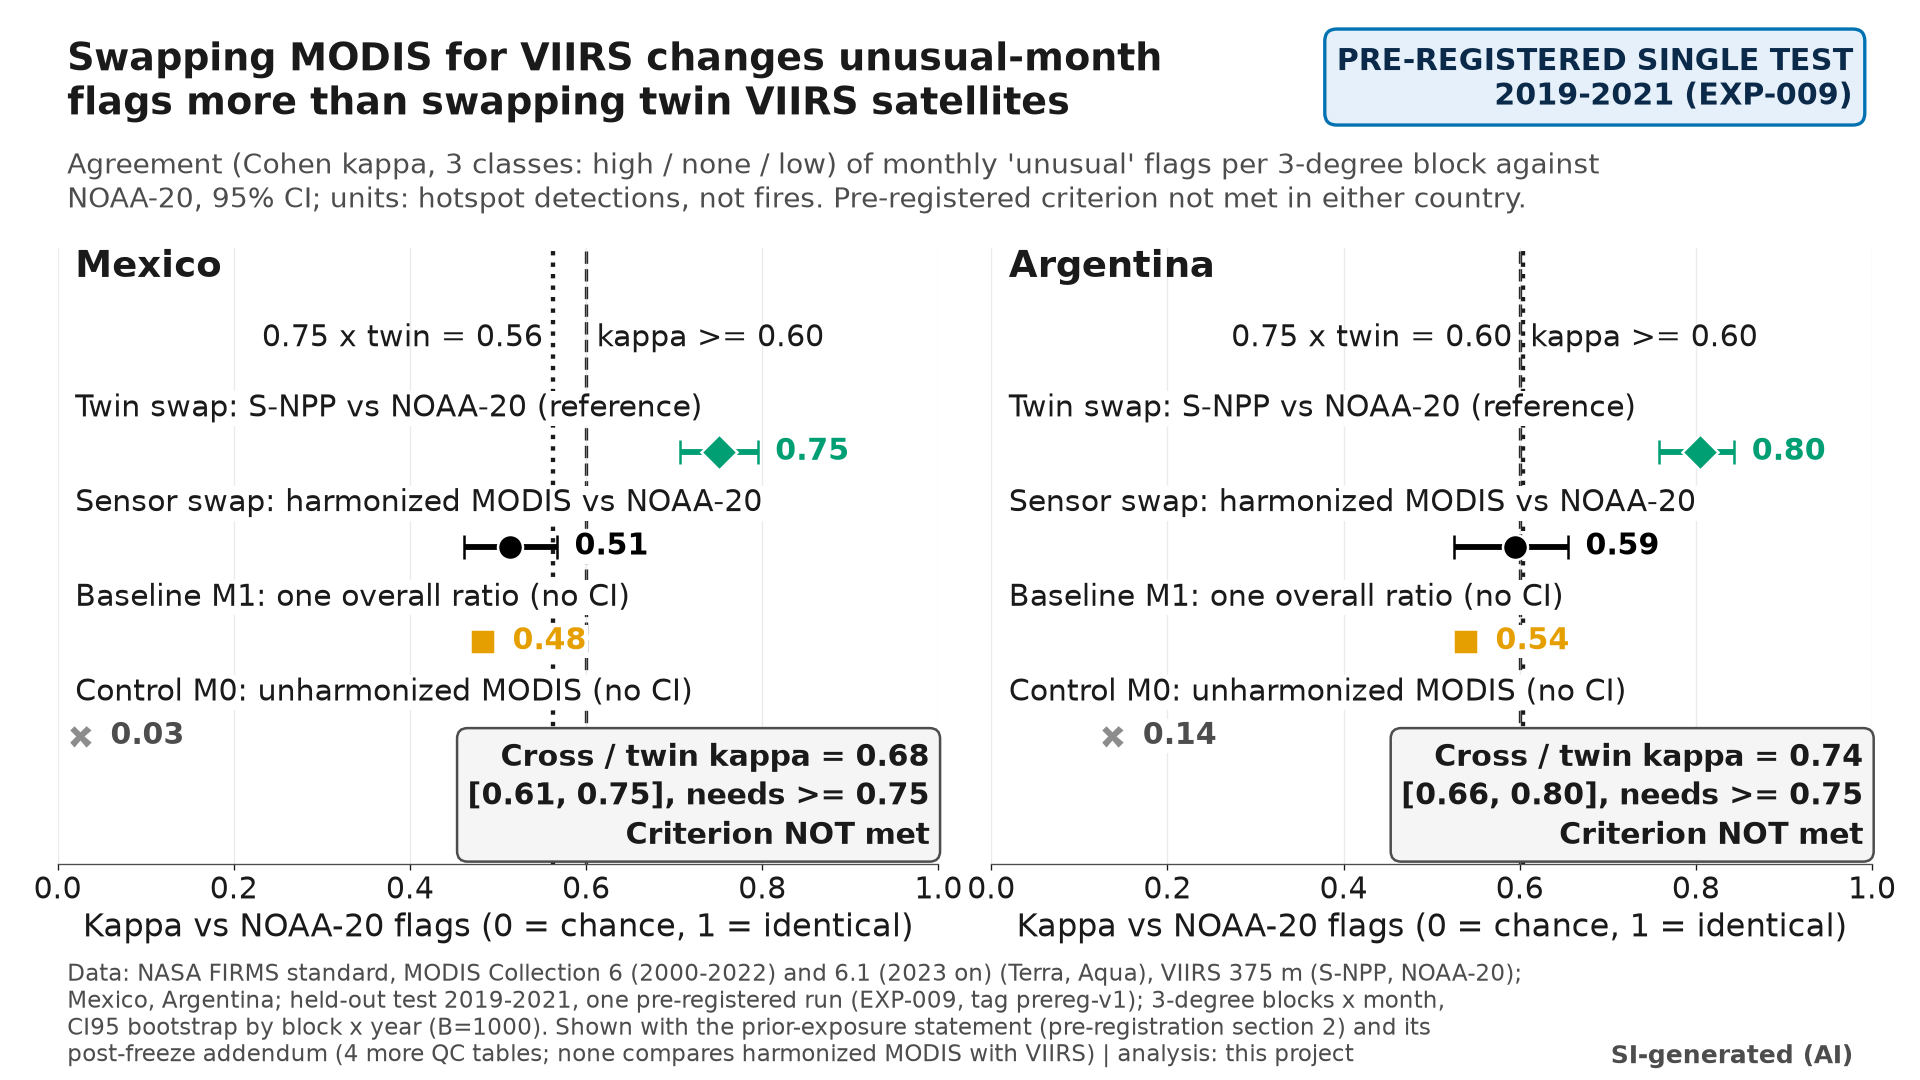 Swapping MODIS for VIIRS changes unusual-month
flags more than swapping twin VIIRS satellites
PRE-REGISTERED SINGLE TEST
2019-2021 (EXP-009)
Agreement (Cohen kappa, 3 classes: high / none / low) of monthly 'unusual' flags per 3-degree block against
NOAA-20, 95% CI; units: hotspot detections, not fires. Pre-registered criterion not met in either country.
Mexico
0.75 x twin = 0.56
kappa >= 0.60
Twin swap: S-NPP vs NOAA-20 (reference)
0.75
Sensor swap: harmonized MODIS vs NOAA-20
0.51
Baseline M1: one overall ratio (no CI)
0.48
Control M0: unharmonized MODIS (no CI)
0.03
Cross / twin kappa = 0.68
[0.61, 0.75], needs >= 0.75
Criterion NOT met
0.0 0.2 0.4 0.6 0.8 1.0
Kappa vs NOAA-20 flags (0 = chance, 1 = identical)
Argentina
0.75 x twin = 0.60
kappa >= 0.60
Twin swap: S-NPP vs NOAA-20 (reference)
0.80
Sensor swap: harmonized MODIS vs NOAA-20
0.59
Baseline M1: one overall ratio (no CI)
0.54
Control M0: unharmonized MODIS (no CI)
0.14
Cross / twin kappa = 0.74
[0.66, 0.80], needs >= 0.75
Criterion NOT met
0.0 0.2 0.4 0.6 0.8 1.0
Kappa vs NOAA-20 flags (0 = chance, 1 = identical)
Data: NASA FIRMS standard, MODIS Collection 6 (2000-2022) and 6.1 (2023 on) (Terra, Aqua), VIIRS 375 m (S-NPP, NOAA-20);
Mexico, Argentina; held-out test 2019-2021, one pre-registered run (EXP-009, tag prereg-v1); 3-degree blocks x month,
CI95 bootstrap by block x year (B=1000). Shown with the prior-exposure statement (pre-registration section 2) and its
post-freeze addendum (4 more QC tables; none compares harmonized MODIS with VIIRS) | analysis: this project
SI-generated (AI)